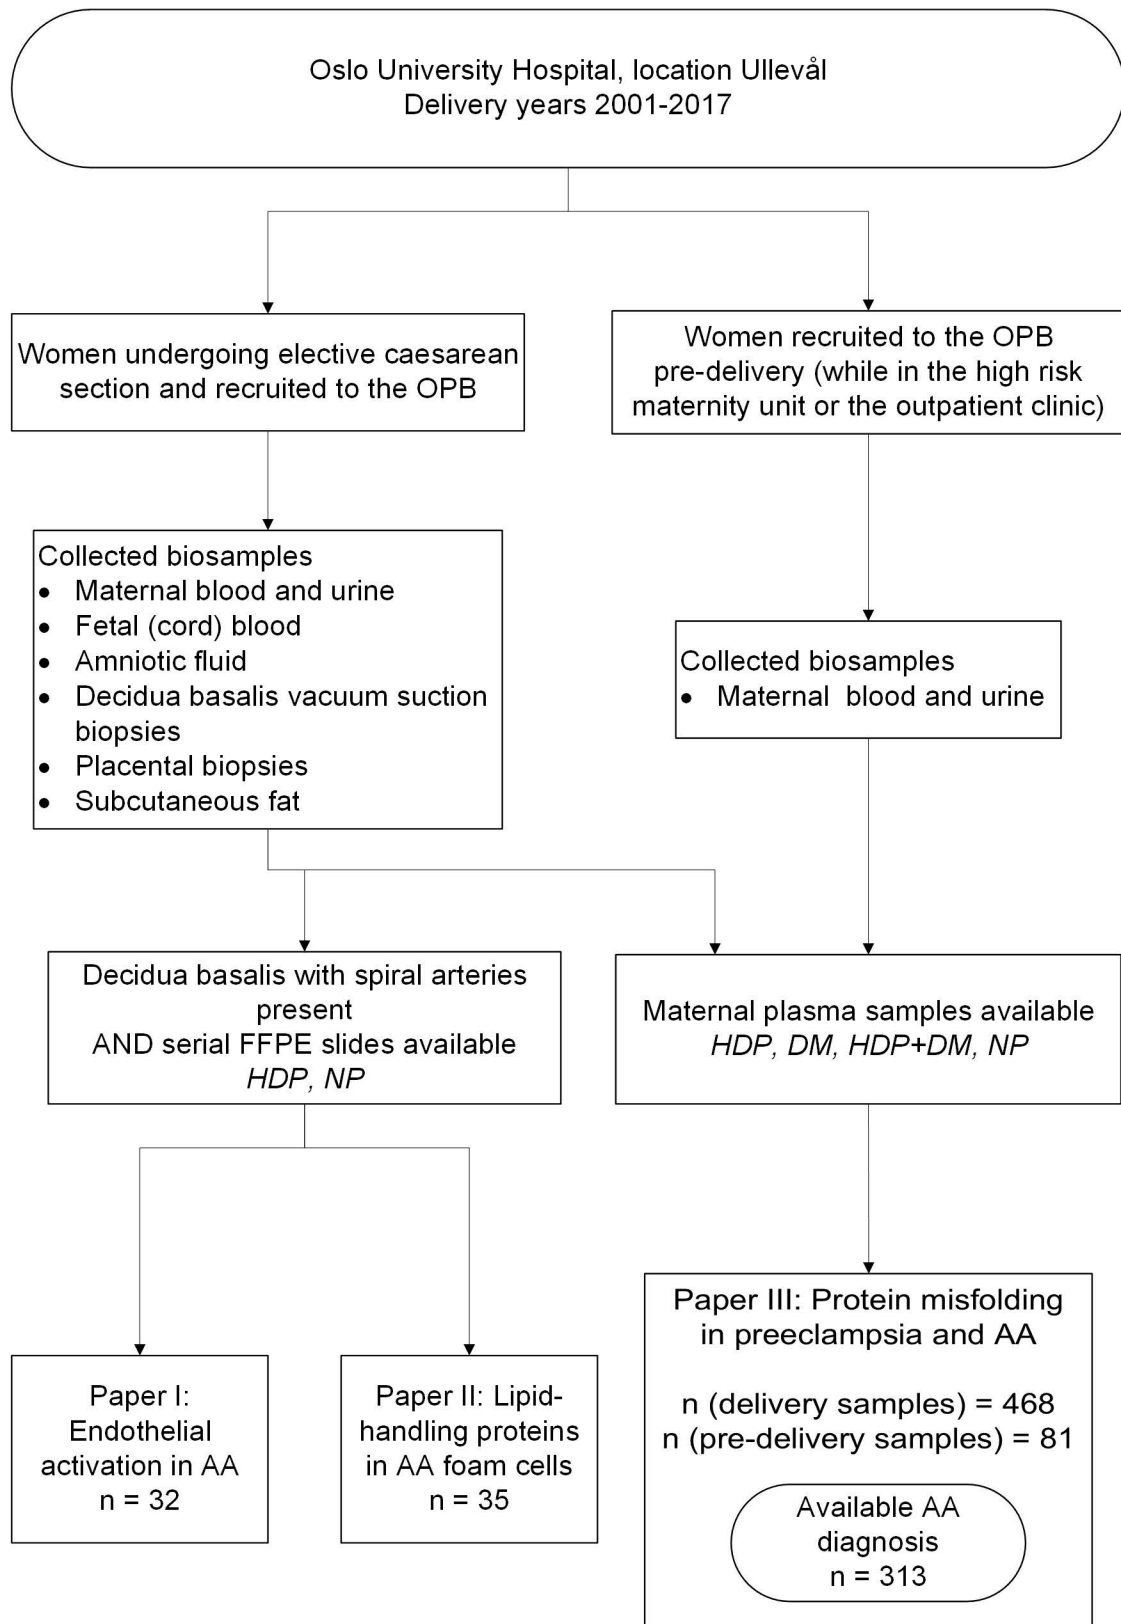 Oslo University Hospital, location Ullevål
Delivery years 2001-2017
Women undergoing elective caesarean
section and recruited to the OPB
Women recruited to the OPB
pre-delivery (while in the high risk
maternity unit or the outpatient clinic)
Collected biosamples
• Maternal blood and urine
• Fetal (cord) blood
• Amniotic fluid
• Decidua basalis vacuum suction
biopsies
• Placental biopsies
• Subcutaneous fat
Collected biosamples
• Maternal blood and urine
Decidua basalis with spiral arteries
present
AND serial FFPE slides available
HDP, NP
Maternal plasma samples available
HDP, DM, HDP+DM, NP
Paper I:
Endothelial
activation in AA
n = 32
Paper II: Lipid-
handling proteins
in AA foam cells
n = 35
Paper III: Protein misfolding
in preeclampsia and AA
n (delivery samples) = 468
n (pre-delivery samples) = 81
Available AA
diagnosis
n = 313